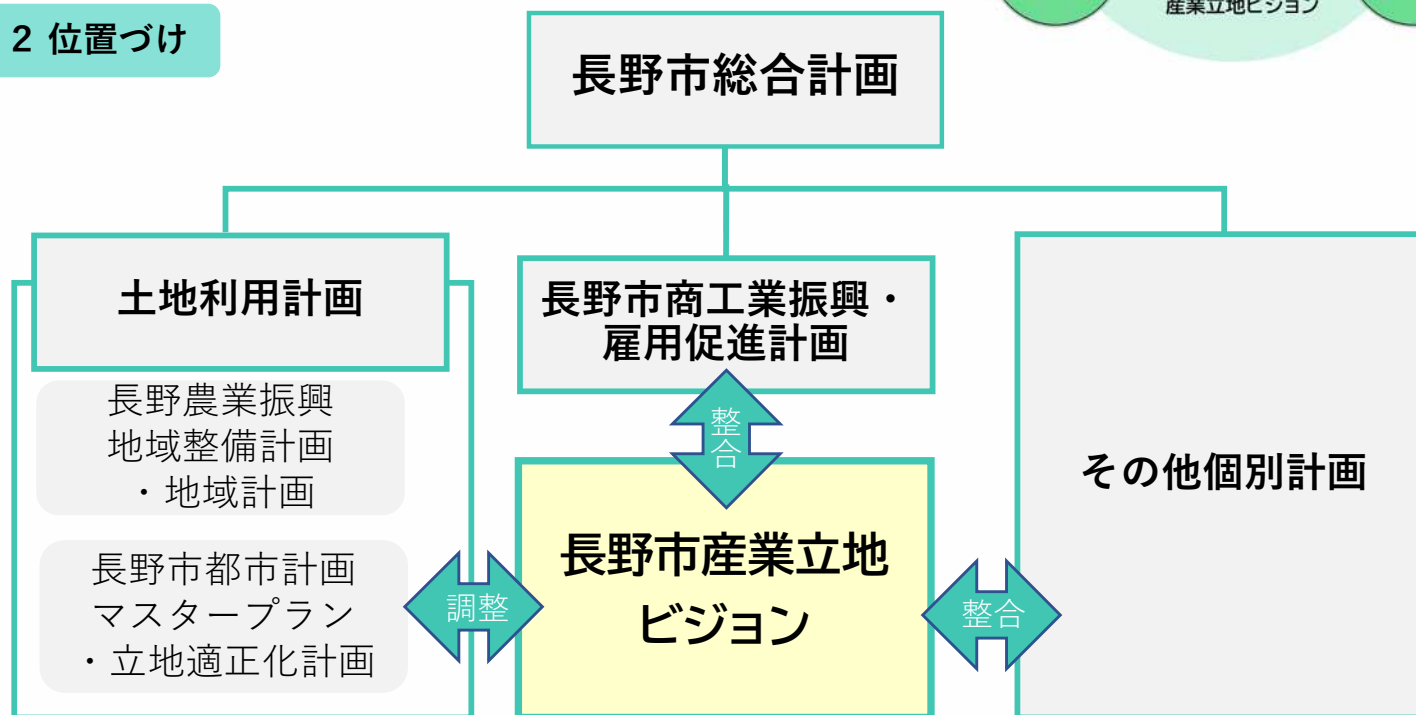 産業立地ビジョン
2 位置づけ
長野市総合計画
土地利用計画
長野農業振興
地域整備計画
・地域計画
長野市都市計画
マスタープラン
・立地適正化計画
調整
長野市商工業振興・
雇用促進計画
整合
長野市産業立地
ビジョン
整合
その他個別計画